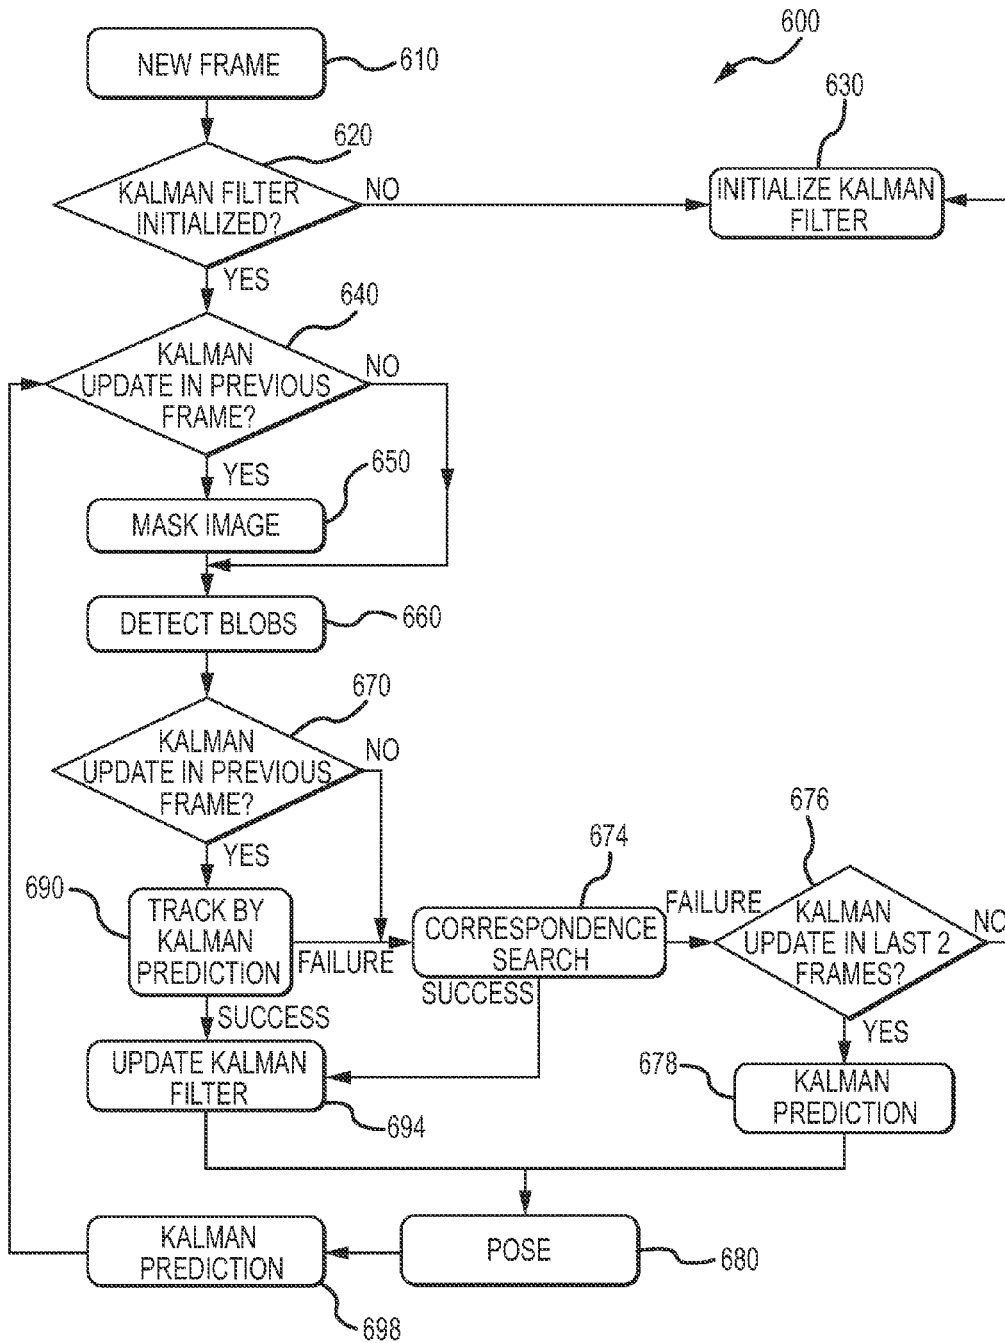 600
NEW FRAME
610
630
620
KALMAN FILTER
INITIALIZED?
NO
INITIALIZE KALMAN
FILTER
YES
640
KALMAN
UPDATE IN PREVIOUS
FRAME?
NO
YES
650
MASK IMAGE
DETECT BLOBS
660
670
KALMAN
UPDATE IN PREVIOUS
FRAME?
NO
YES
690
TRACK BY
KALMAN
PREDICTION
FAILURE
SUCCESS
674
CORRESPONDENCE
SEARCH
SUCCESS
FAILURE
676
KALMAN
UPDATE IN LAST 2
FRAMES?
NO
YES
UPDATE KALMAN
FILTER
694
678
KALMAN
PREDICTION
KALMAN
PREDICTION
698
POSE
680